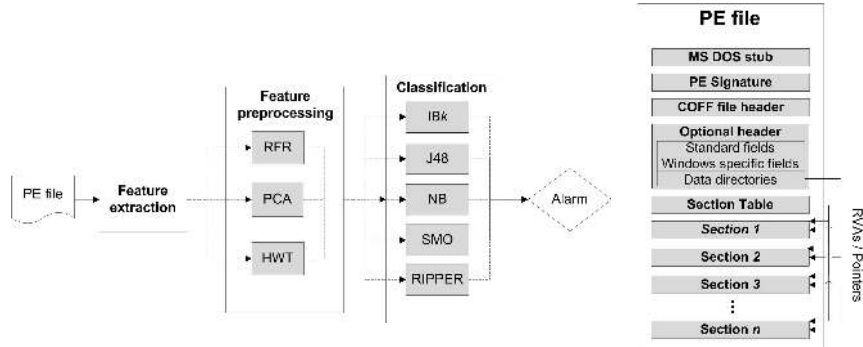 PE file
Feature
extraction
Feature
preprocessing
RFR
PCA
HWT
Classification
IBk
J48
NB
SMO
RIPPER
Alarm
PE file
MS DOS stub
PE Signature
COFF file header
Optional header
Standard fields
Windows specific fields
Data directories
Section Table
Section 1
Section 2
Section 3
⋮
Section n
RVAs / Pointers